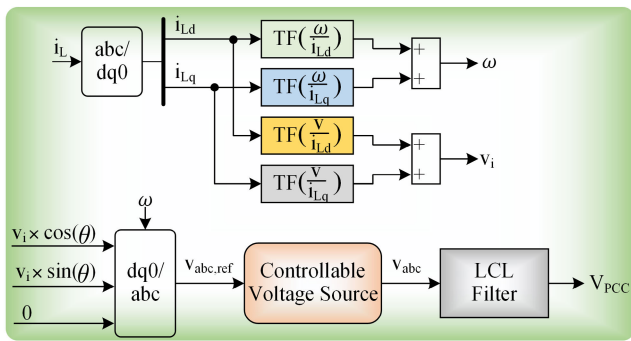 i_L
abc/
dq0
i_Ld
i_Lq
TF(ω/i_Ld)
TF(ω/i_Lq)
TF(v/i_Ld)
TF(v/i_Lq)
+
+
ω
+
+
v_i
ω
v_i × cos(θ)
v_i × sin(θ)
0
dq0/
abc
v_abc,ref
Controllable
Voltage Source
v_abc
LCL
Filter
V_PCC